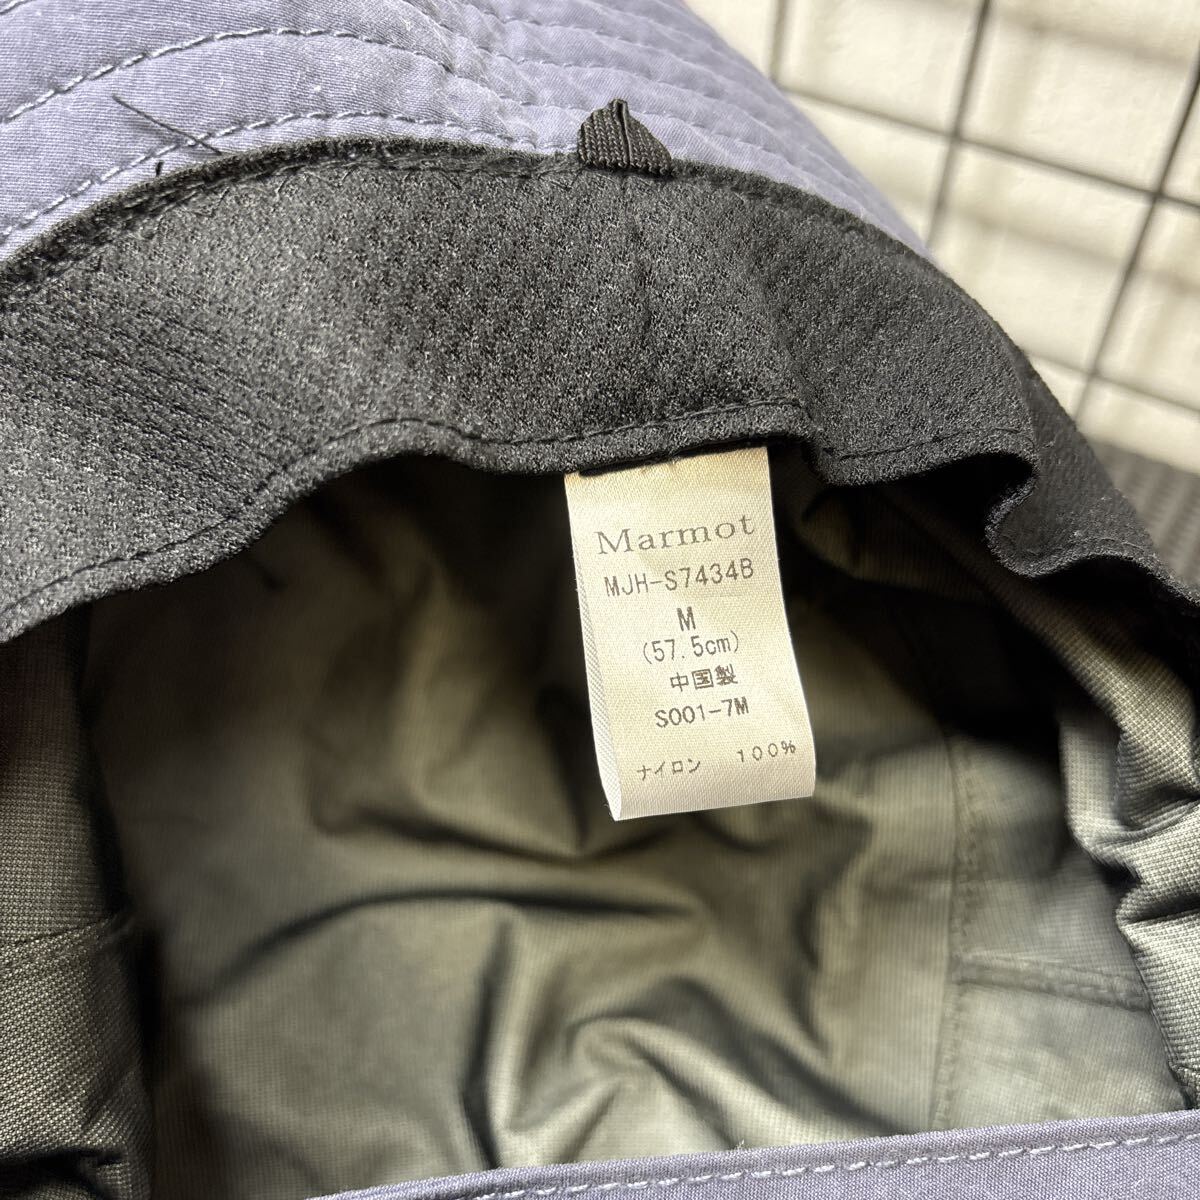 Marmot
MJH-S7434B
M
(57.5cm)
中国製
S001-7M
ナイロン 100%